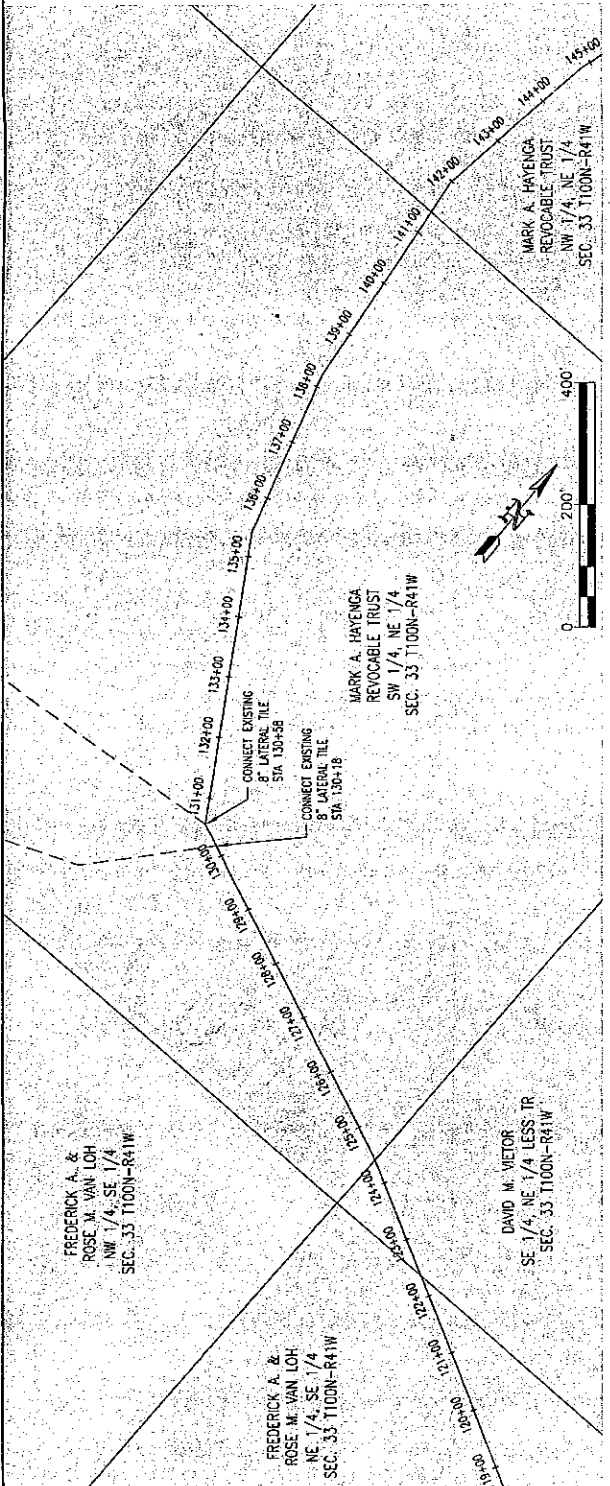 FREDERICK A. &
ROSE M. VAN LOH
NW 1/4, SE 1/4
SEC. 33 T100N-R41W
FREDERICK A. &
ROSE M. VAN LOH
NE 1/4, SE 1/4
SEC. 33 T100N-R41W
DAVID M. VIETOR
SE 1/4, NE 1/4 LESS TR
SEC. 33 T100N-R41W
19+00
120+00
121+00
122+00
123+00
124+00
125+00
126+00
127+00
128+00
129+00
130+00
131+00
132+00
133+00
134+00
135+00
136+00
137+00
138+00
139+00
140+00
141+00
142+00
143+00
144+00
145+00
CONNECT EXISTING
8" LATERAL TILE
STA 130+58
CONNECT EXISTING
8" LATERAL TILE
STA 130+18
MARK A. HAYENGA
REVOCABLE TRUST
SW 1/4, NE 1/4
SEC. 33 T100N-R41W
MARK A. HAYENGA
REVOCABLE TRUST
NW 1/4, NE 1/4
SEC. 33 T100N-R41W
N
0 200' 400'